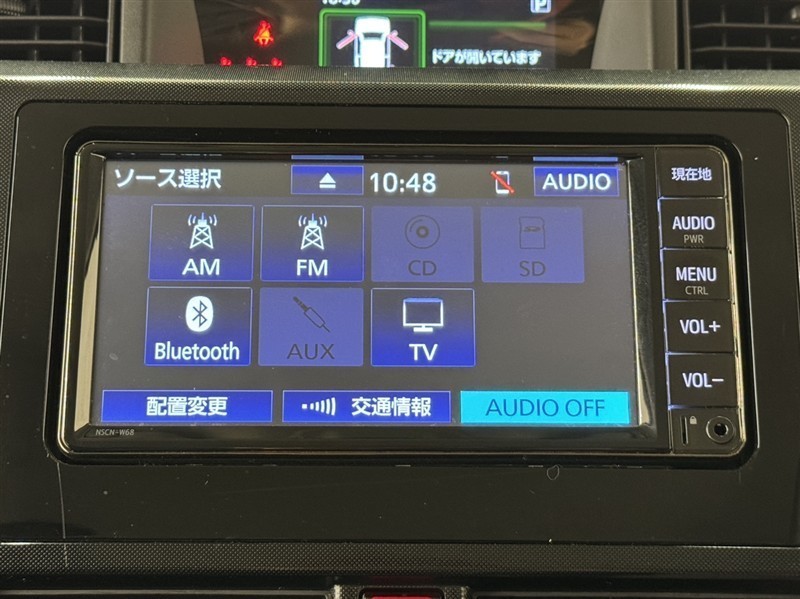 P
ドアが開いています
ソース選択
10:48
AUDIO
現在地
AM
FM
CD
SD
AUDIO
PWR
MENU
CTRL
Bluetooth
AUX
TV
VOL+
VOL-
配置変更
交通情報
AUDIO OFF
NSCN-W68